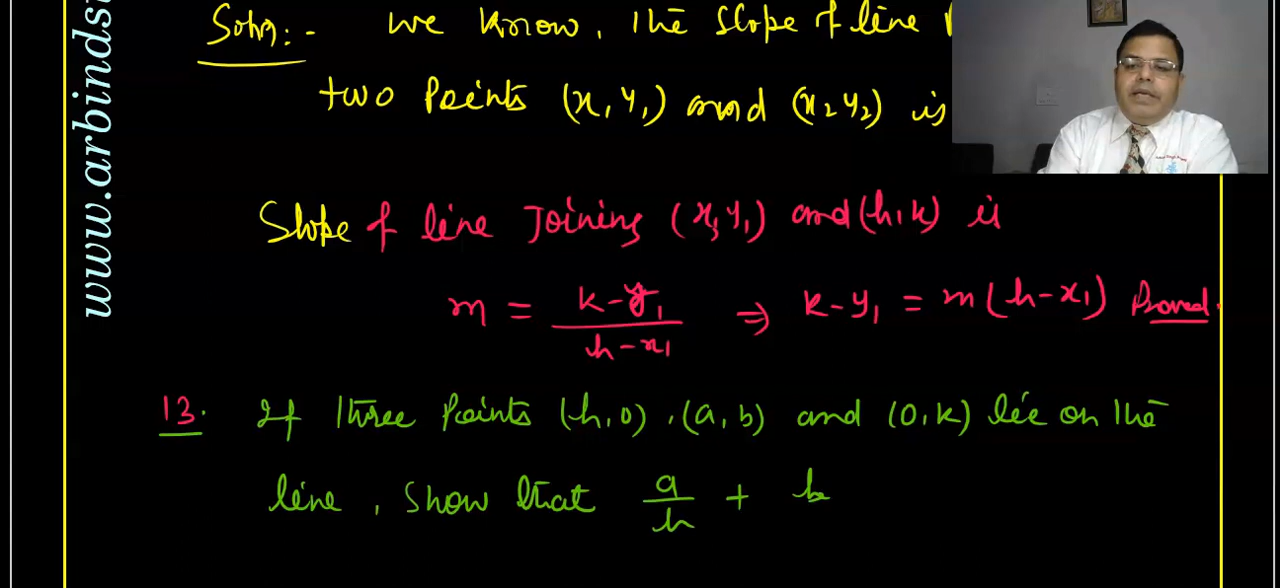 www.arbinds
Soln:- we know, The slope of line
two Points (x1, y1) and (x2 y2) is
Slope of line Joining (x1, y1) and (h, k) is
m = k - y1 / h - x1 ⇒ k - y1 = m (h - x1) Proved.
13. If three Points (h, 0), (a, b) and (0, k) lie on the
line, show that a/h + b